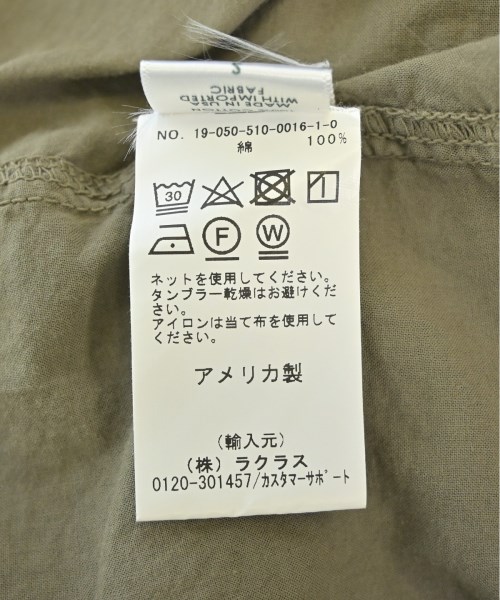 S
MADE IN USA
WITH IMPORTED
FABRIC
NO. 19-050-510-0016-1-0
綿 100%
30
F W
ネットを使用してください。
タンブラー乾燥はお避けくだ
さい。
アイロンは当て布を使用して
ください。
アメリカ製
(輸入元)
(株) ラクラス
0120-301457/カスタマーサポート